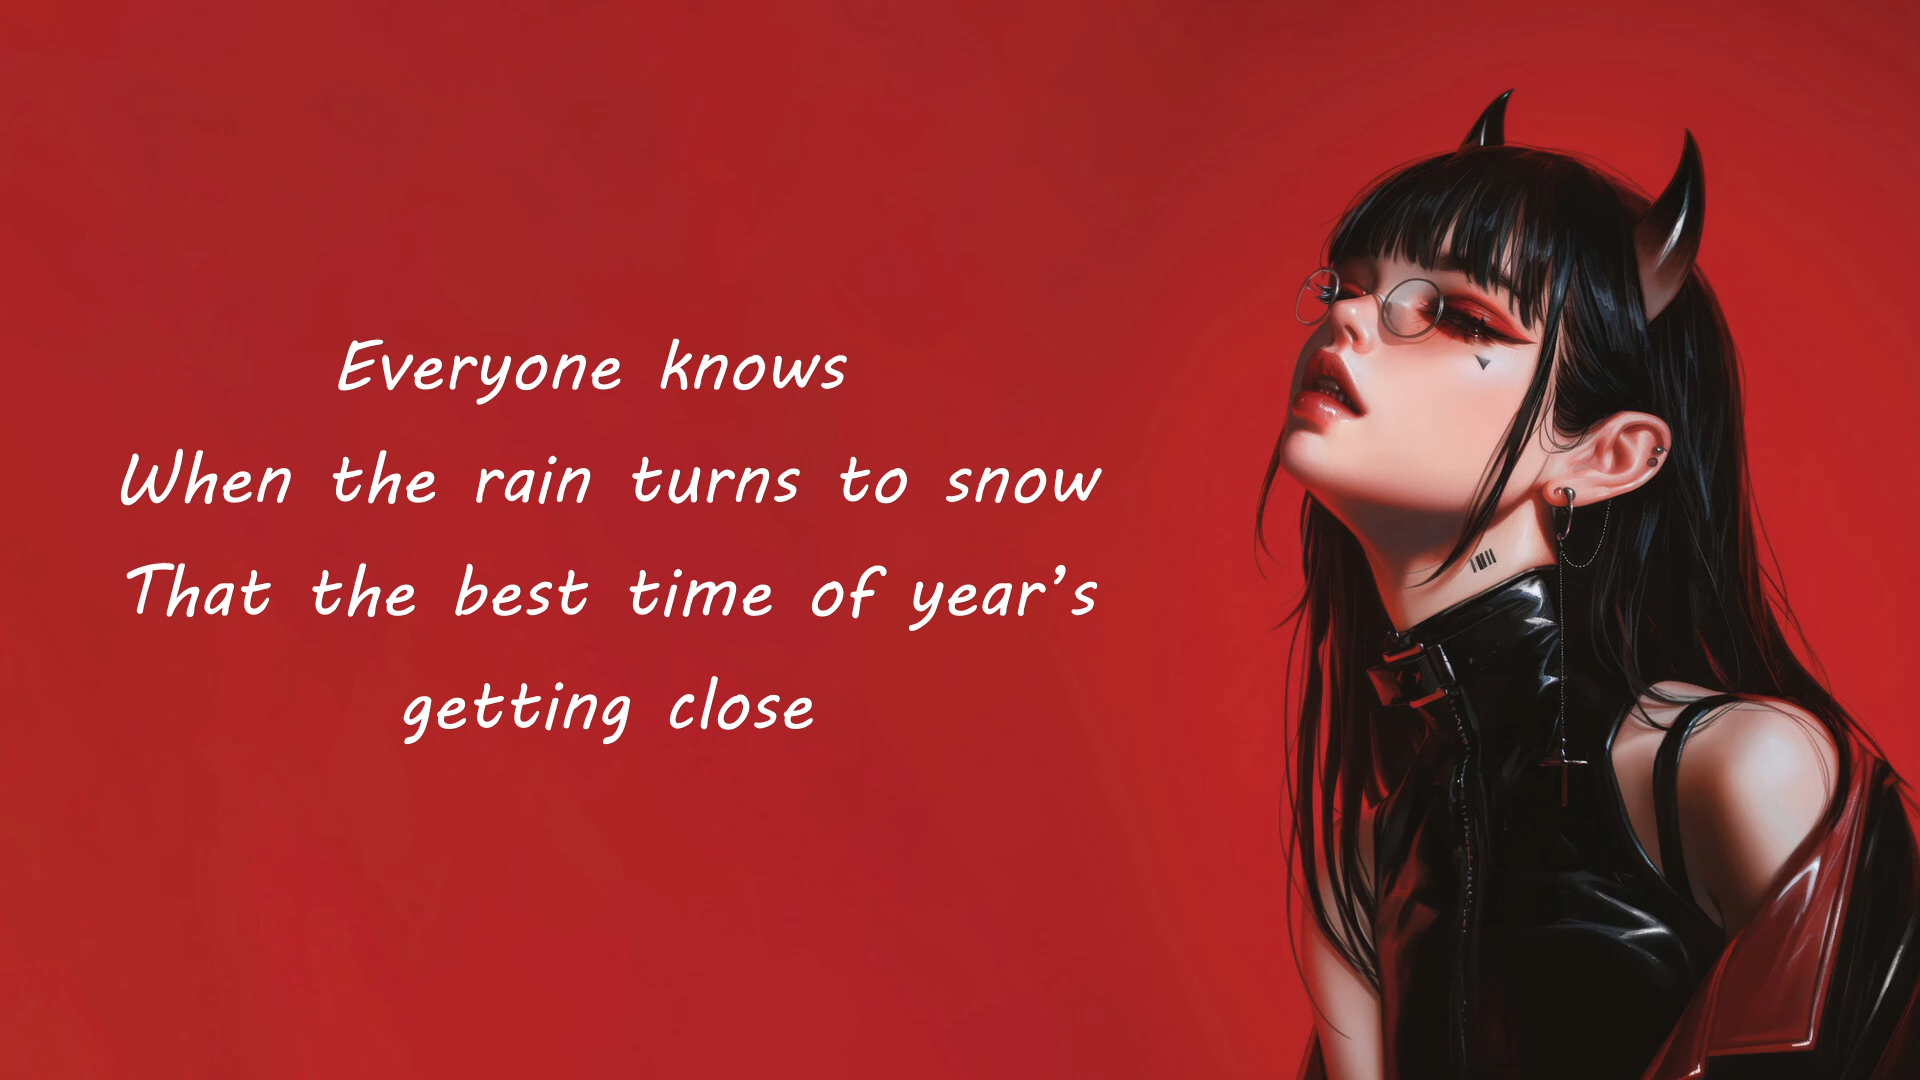 Everyone knows
When the rain turns to snow
That the best time of year’s
getting close